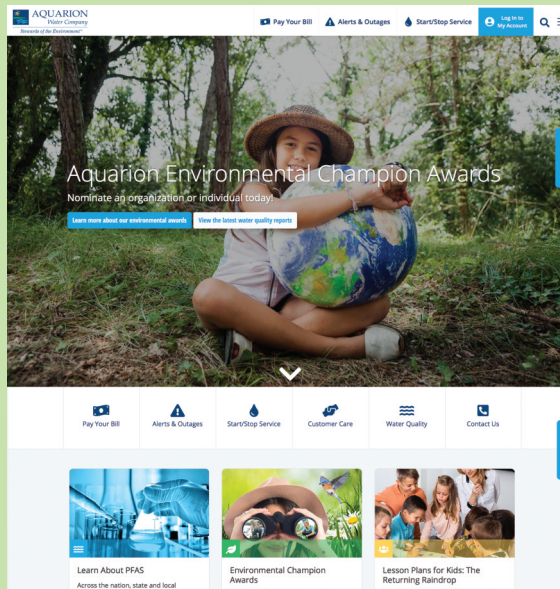 AQUARION
Water Company
Stewards of the Environment™
Pay Your Bill
Alerts & Outages
Start/Stop Service
Log In to
My Account
Aquarion Environmental Champion Awards
Nominate an organization or individual today!
Learn more about our environmental awards
View the latest water quality reports
Pay Your Bill
Alerts & Outages
Start/Stop Service
Customer Care
Water Quality
Contact Us
Learn About PFAS
Across the nation, state and local
Environmental Champion
Awards
Lesson Plans for Kids: The
Returning Raindrop